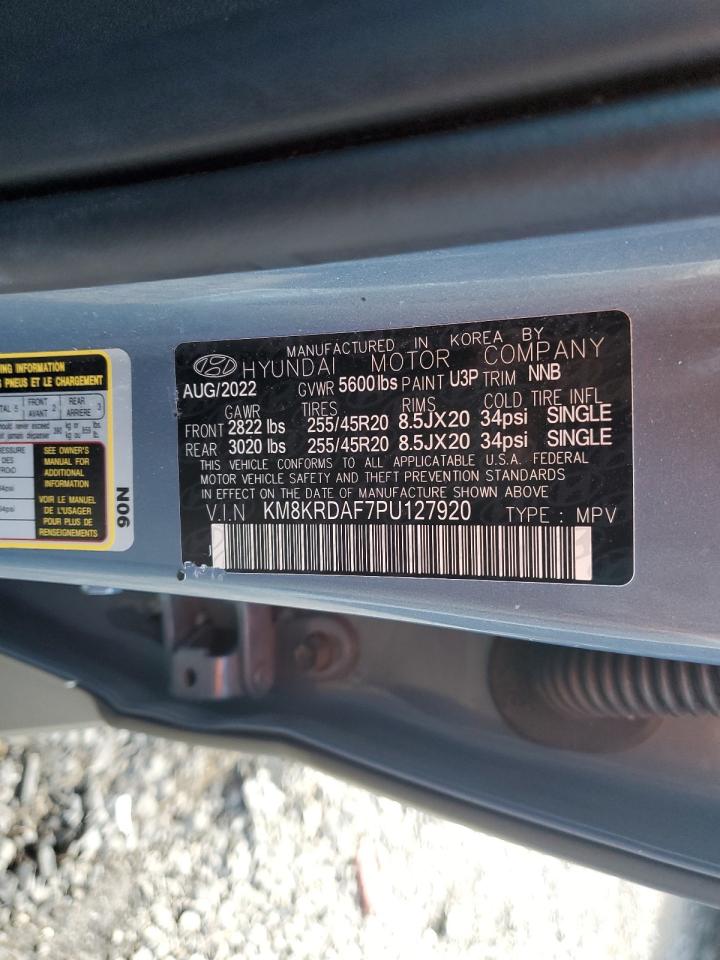 MANUFACTURED IN KOREA BY
HYUNDAI MOTOR COMPANY
AUG/2022 GVWR 5600 lbs PAINT U3P TRIM NNB
GAWR TIRES RIMS COLD TIRE INFL
FRONT 2822 lbs 255/45R20 8.5JX20 34psi SINGLE
REAR 3020 lbs 255/45R20 8.5JX20 34psi SINGLE
THIS VEHICLE CONFORMS TO ALL APPLICATABLE U.S.A. FEDERAL
MOTOR VEHICLE SAFETY AND THEFT PREVENTION STANDARDS
IN EFFECT ON THE DATE OF MANUFACTURE SHOWN ABOVE
V.I.N KM8KRDAF7PU127920 TYPE : MPV
INFORMATION
PNEUS ET LE CHARGEMENT
FRONT 2 REAR 3
AVANT ARRIERE
SEE OWNER'S
MANUAL FOR
ADDITIONAL
INFORMATION
VOIR LE MANUEL
DE L'USAGER
POUR PLUS DE
RENSEIGNEMENTS
90N